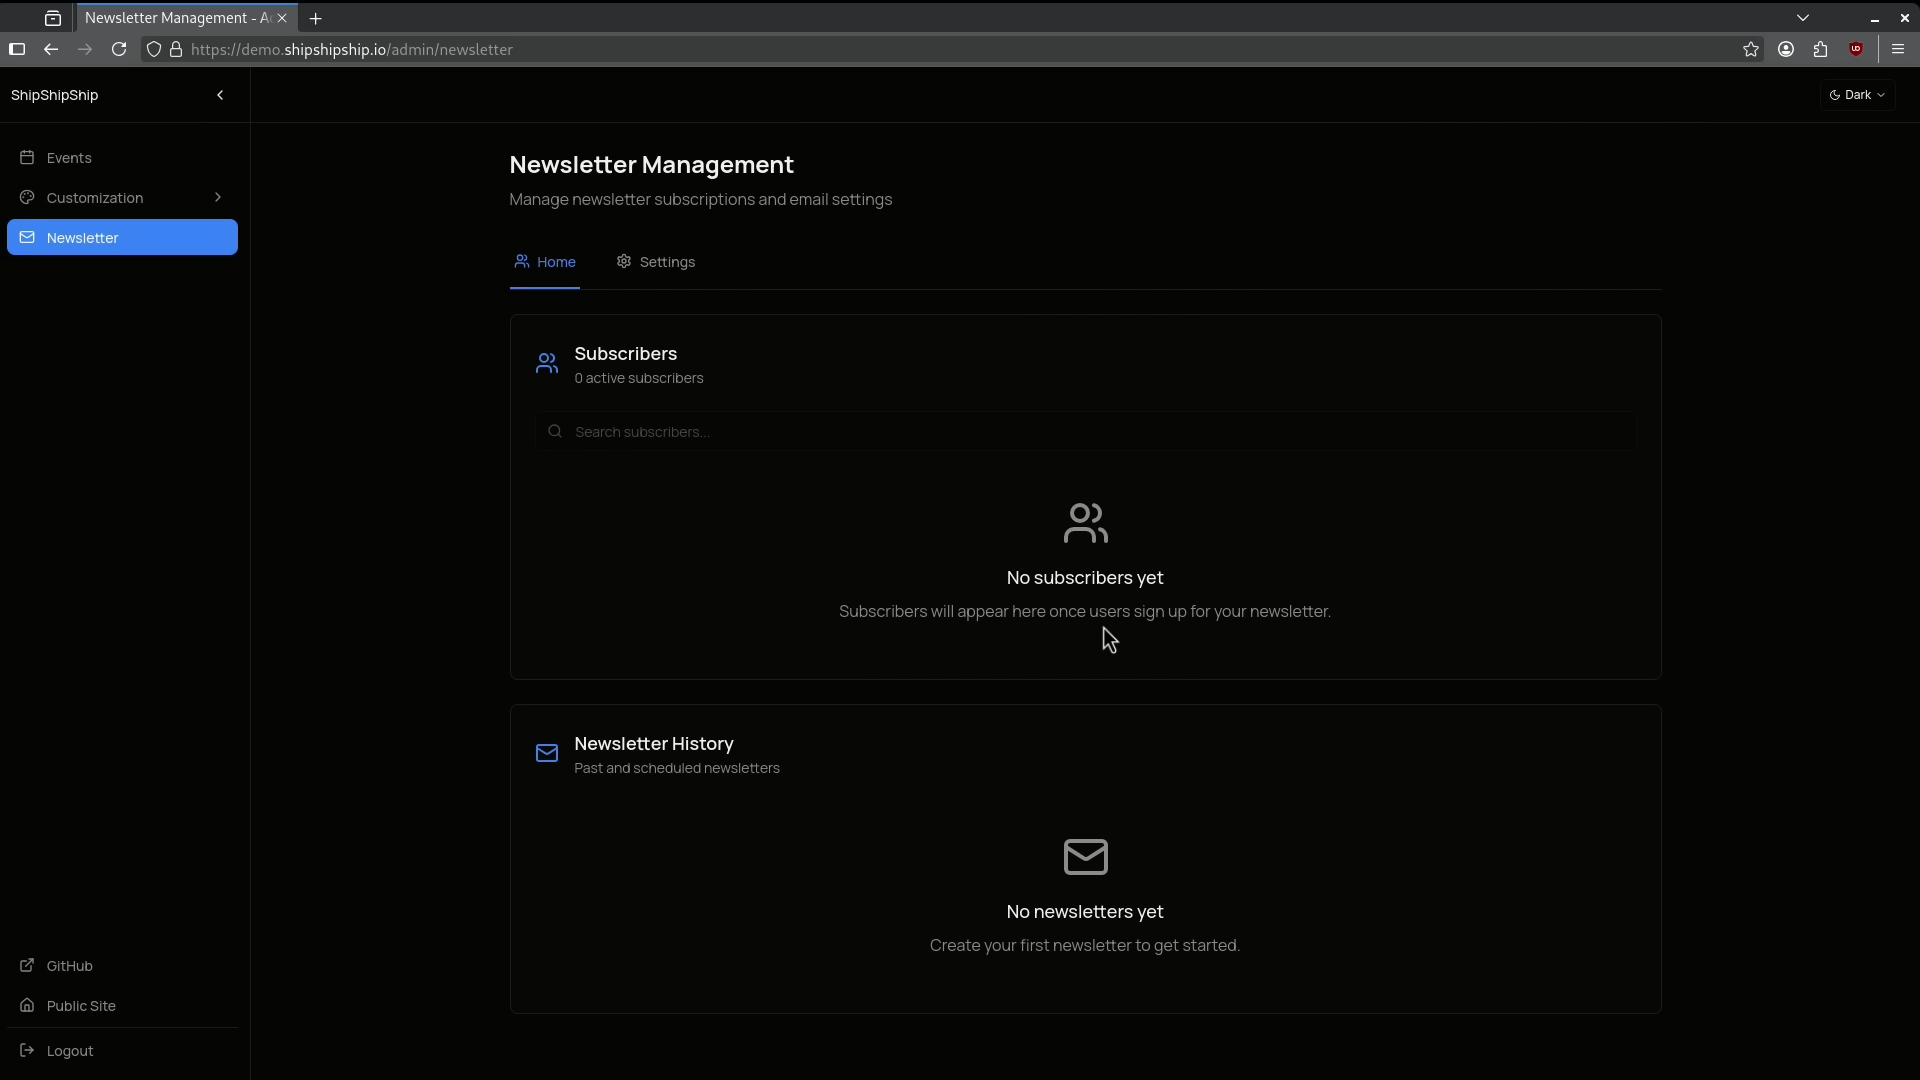 Newsletter Management - Ac
https://demo.shipshipship.io/admin/newsletter
ShipShipShip
Dark
Events
Customization
Newsletter
Newsletter Management
Manage newsletter subscriptions and email settings
Home
Settings
Subscribers
0 active subscribers
Search subscribers...
No subscribers yet
Subscribers will appear here once users sign up for your newsletter.
Newsletter History
Past and scheduled newsletters
No newsletters yet
Create your first newsletter to get started.
GitHub
Public Site
Logout